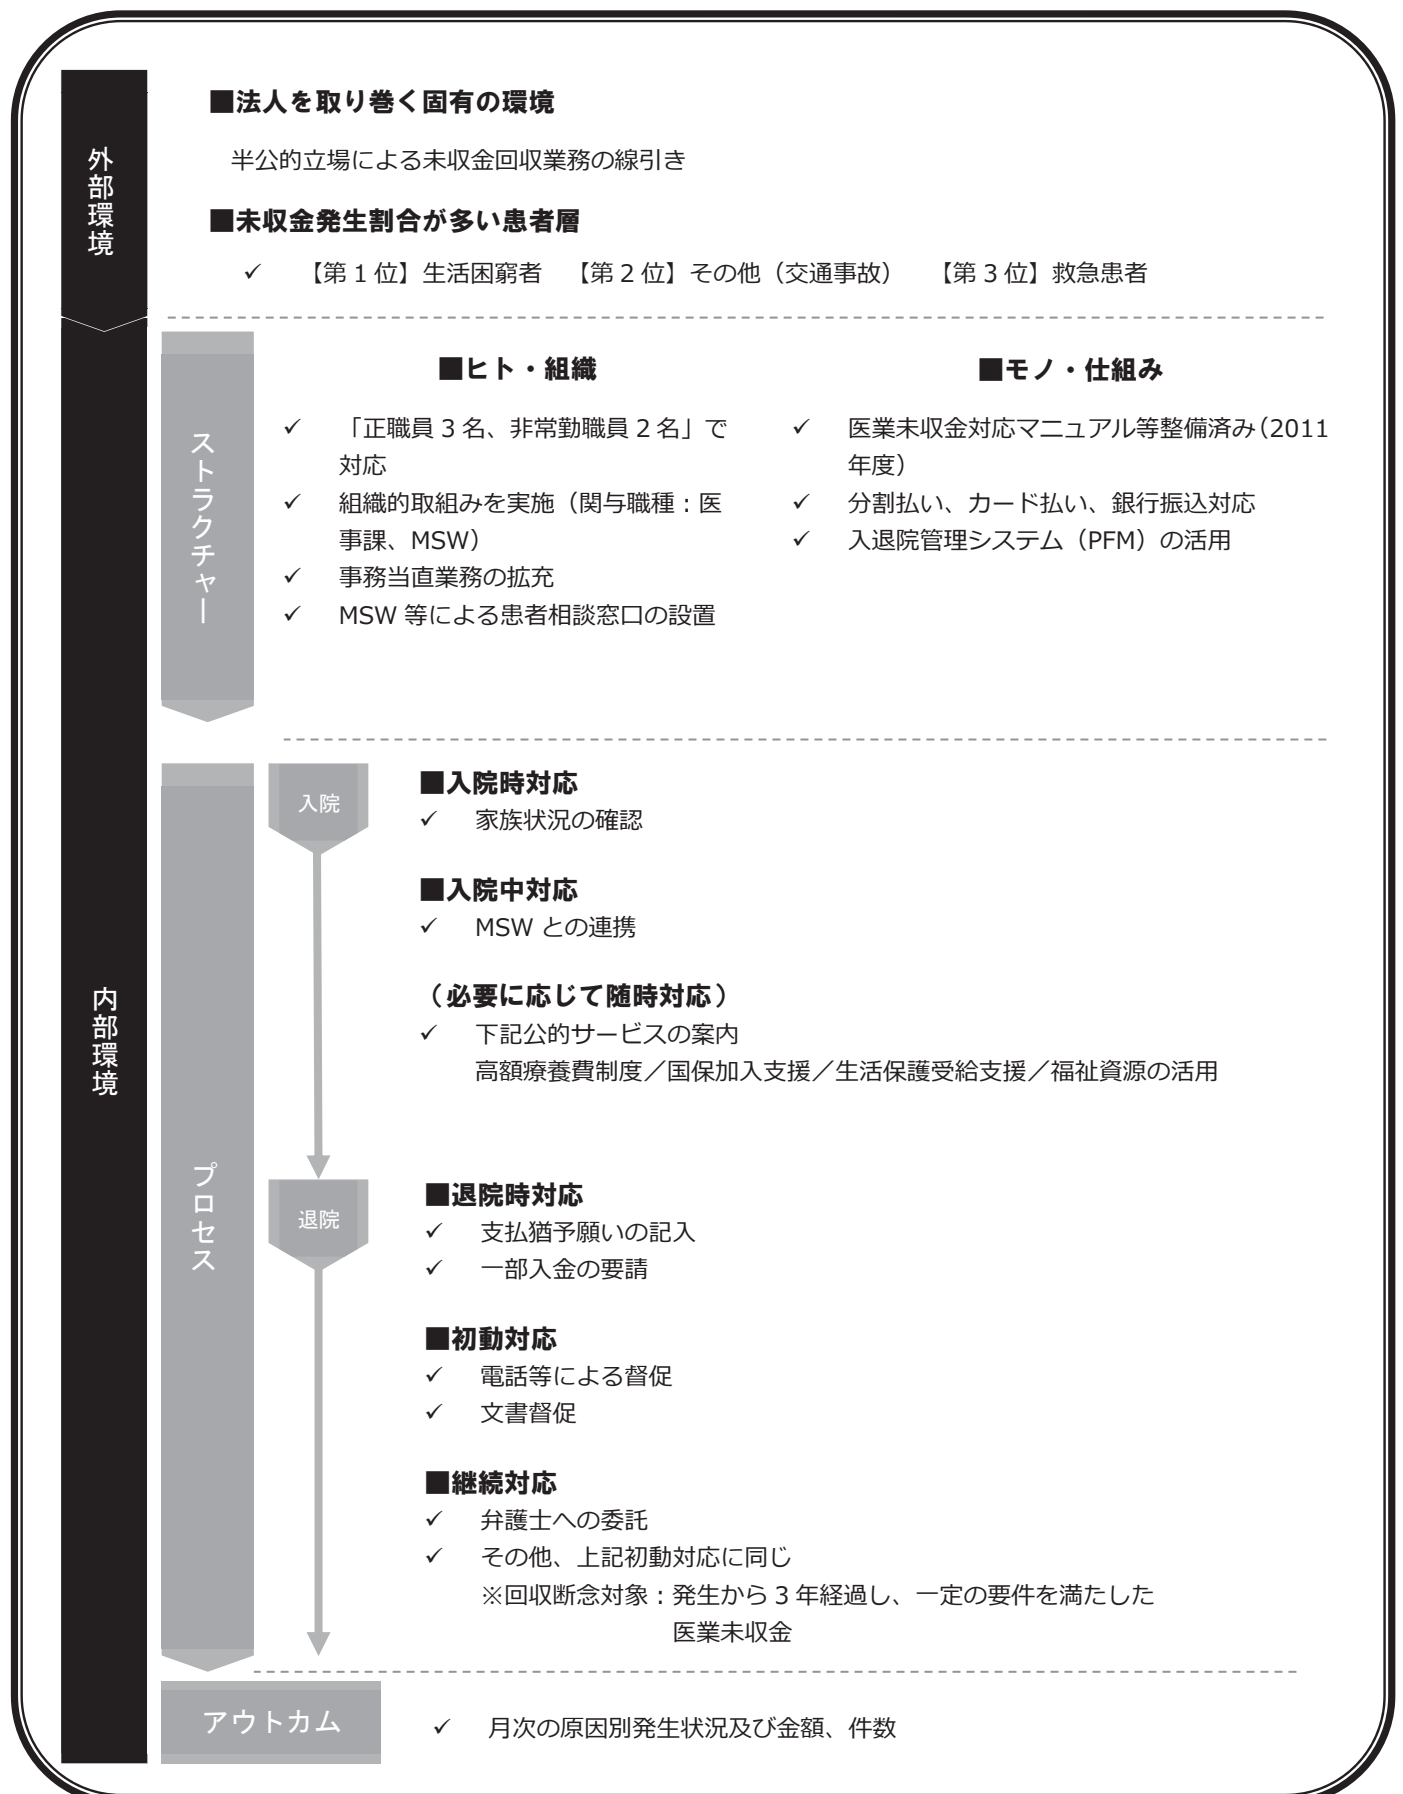 外部環境
■法人を取り巻く固有の環境
半公的立場による未収金回収業務の線引き
■未収金発生割合が多い患者層
✓ 【第1位】生活困窮者 【第2位】その他（交通事故） 【第3位】救急患者
内部環境
ストラクチャー
■ヒト・組織
✓ 「正職員3名、非常勤職員2名」で
対応
✓ 組織的取組みを実施（関与職種：医
事課、MSW）
✓ 事務当直業務の拡充
✓ MSW 等による患者相談窓口の設置
■モノ・仕組み
✓ 医業未収金対応マニュアル等整備済み（2011
年度）
✓ 分割払い、カード払い、銀行振込対応
✓ 入退院管理システム（PFM）の活用
プロセス
入院
■入院時対応
✓ 家族状況の確認
■入院中対応
✓ MSW との連携
（必要に応じて随時対応）
✓ 下記公的サービスの案内
高額療養費制度／国保加入支援／生活保護受給支援／福祉資源の活用
退院
■退院時対応
✓ 支払猶予願いの記入
✓ 一部入金の要請
■初動対応
✓ 電話等による督促
✓ 文書督促
■継続対応
✓ 弁護士への委託
✓ その他、上記初動対応に同じ
※回収断念対象：発生から3年経過し、一定の要件を満たした
医業未収金
アウトカム
✓ 月次の原因別発生状況及び金額、件数